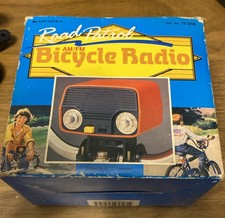 Road Patrol
AM/FM
Bicycle Radio